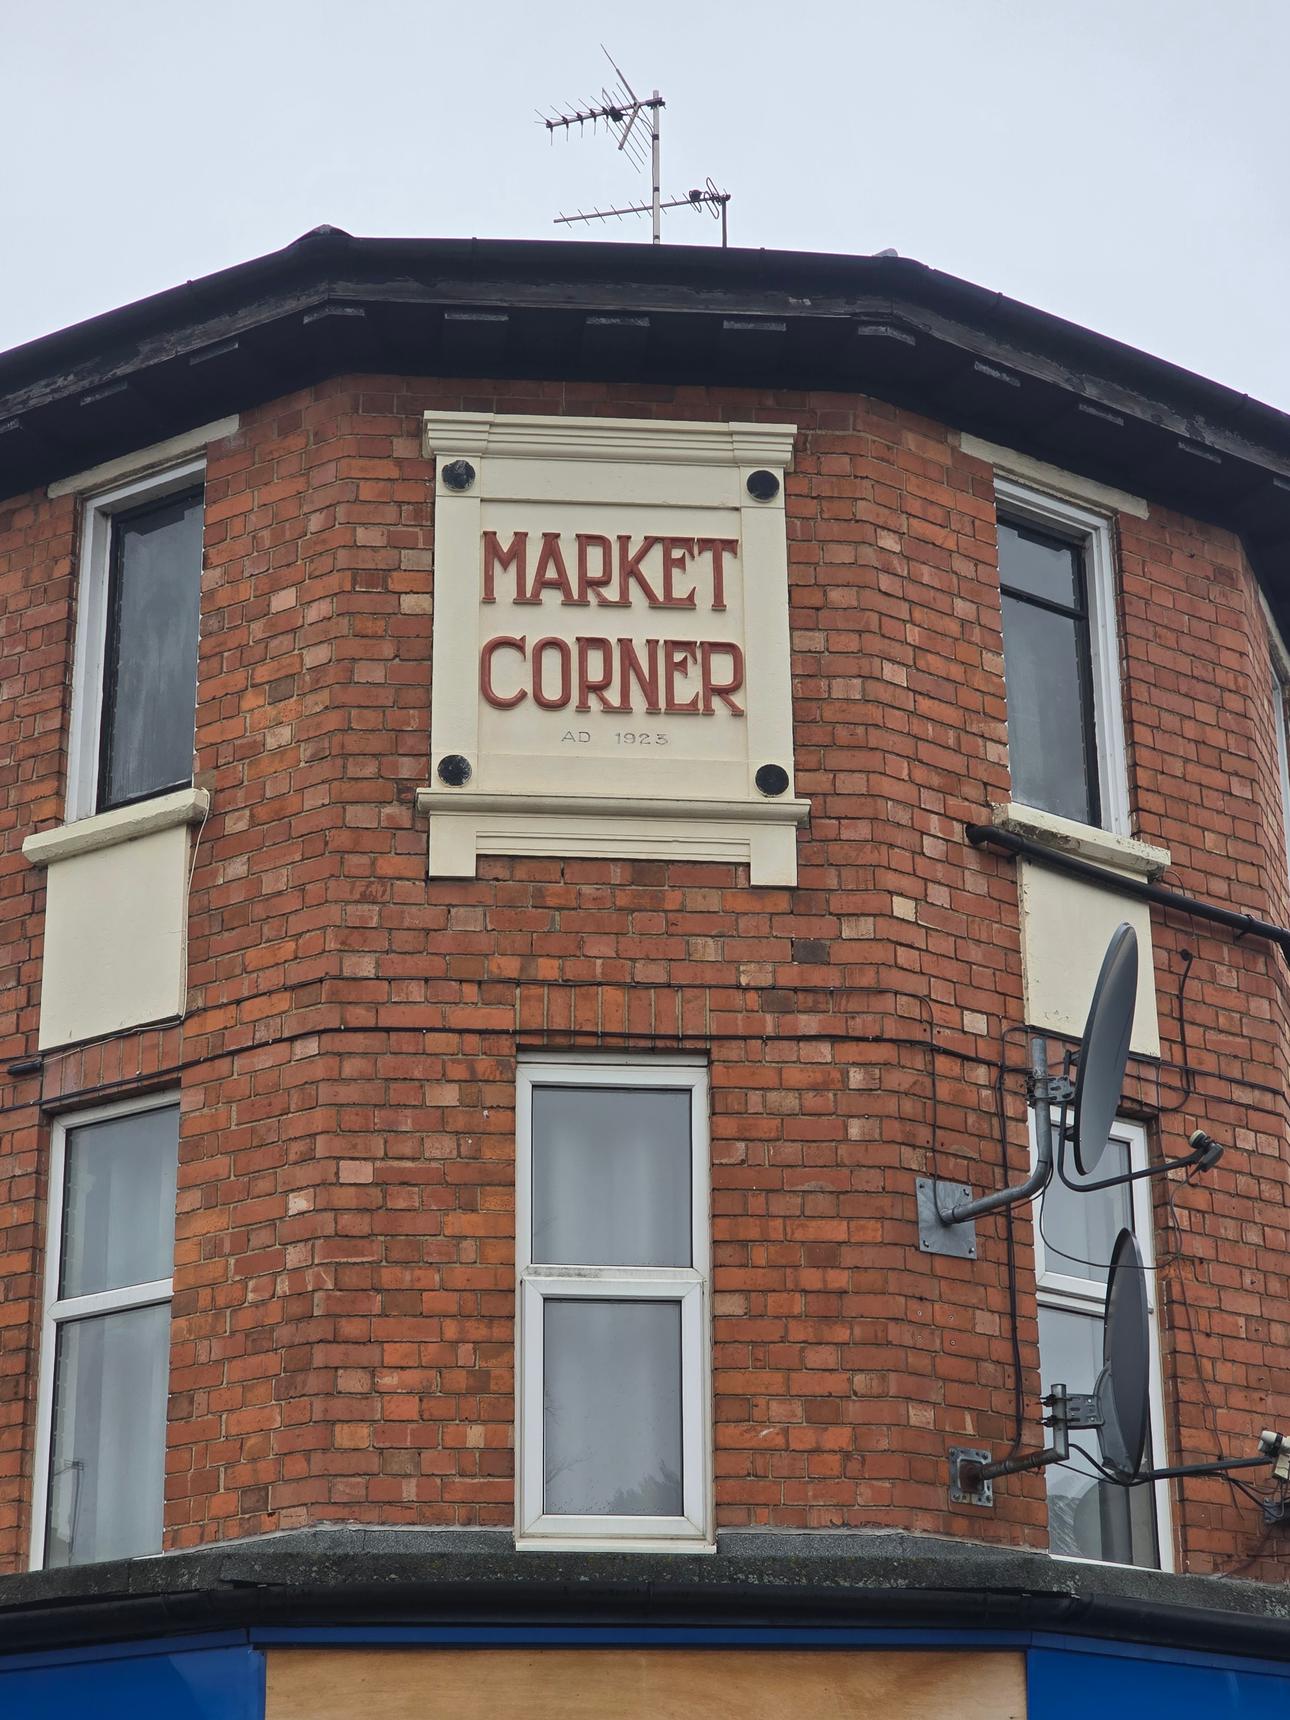 MARKET
CORNER
AD 1923